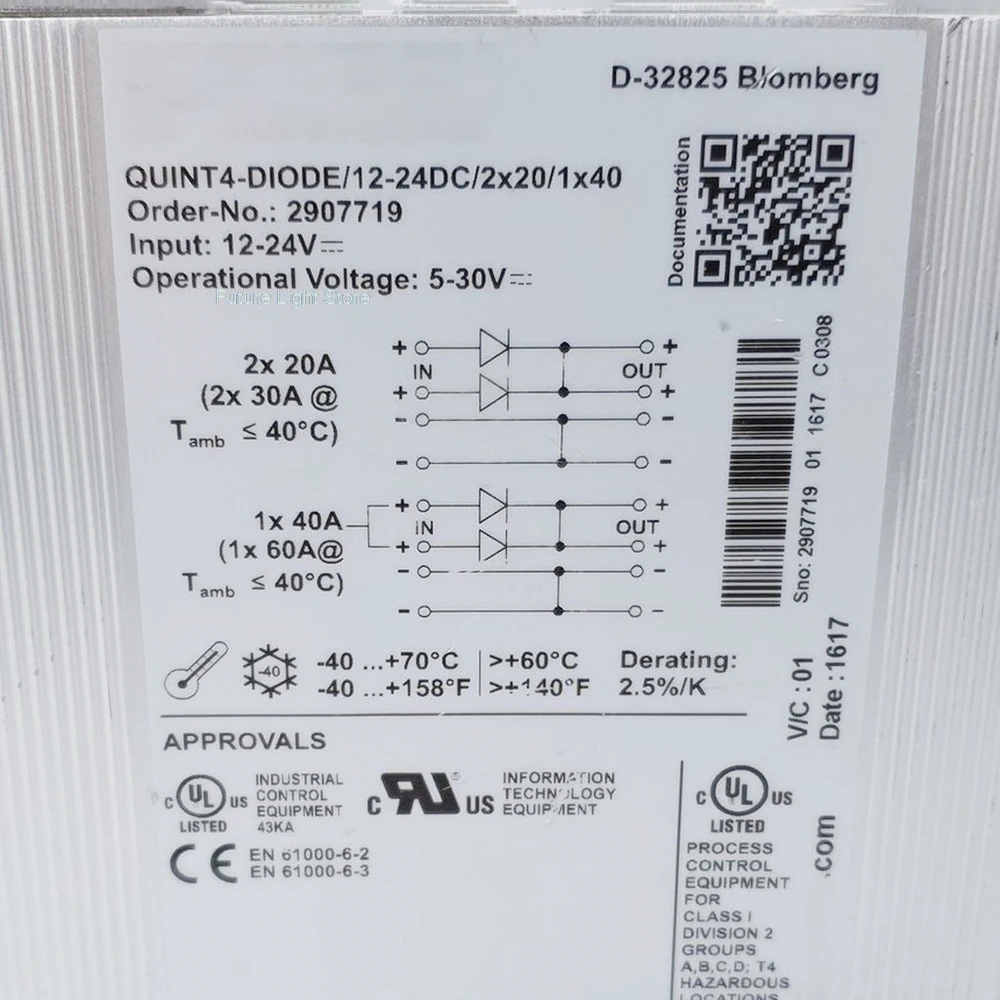 D-32825 Blomberg
QUINT4-DIODE/12-24DC/2x20/1x40
Order-No.: 2907719
Input: 12-24V⎓
Operational Voltage: 5-30V⎓
Future Light Store
Documentation
2x 20A
(2x 30A @
Tamb ≤ 40°C)
+ +
IN OUT
+ +
- -
- -
1x 40A
(1x 60A@
Tamb ≤ 40°C)
+ +
IN OUT
+ +
- -
- -
Sno: 2907719 01 1617 C0308
-40
-40 ...+70°C >+60°C Derating:
-40 ...+158°F >+140°F 2.5%/K
V/C : 01
Date : 1617
APPROVALS
C UL US
LISTED
INDUSTRIAL
CONTROL
EQUIPMENT
43KA
C RU ® US
INFORMATION
TECHNOLOGY
EQUIPMENT
CE
EN 61000-6-2
EN 61000-6-3
C UL US
LISTED
PROCESS
CONTROL
EQUIPMENT
FOR
CLASS I
DIVISION 2
GROUPS
A,B,C,D; T4
HAZARDOUS
LOCATIONS
.com